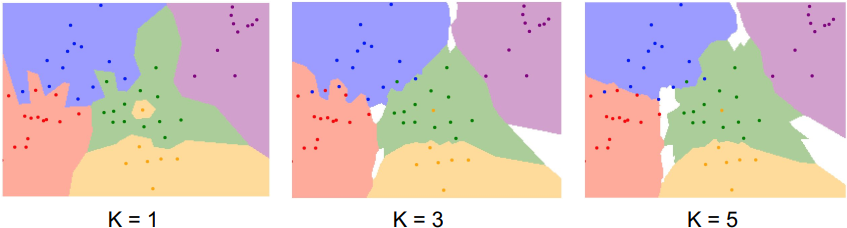 K = 1
K = 3
K = 5